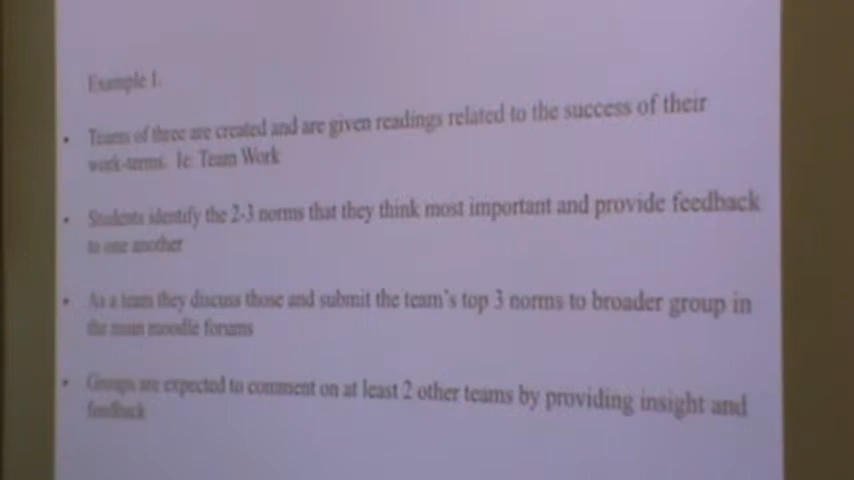 Example 1.
• Teams of three are created and are given readings related to the success of their
work-terms. Ie: Team Work
• Students identify the 2-3 norms that they think most important and provide feedback
to one another
• As a team they discuss those and submit the team's top 3 norms to broader group in
the main moodle forums
• Groups are expected to comment on at least 2 other teams by providing insight and
feedback